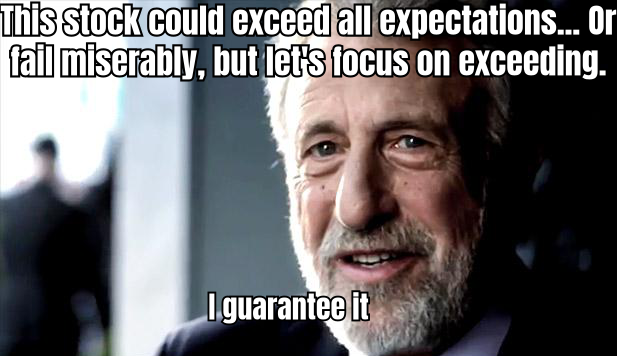 This stock could exceed all expectations... Or
fail miserably, but let's focus on exceeding.
I guarantee it